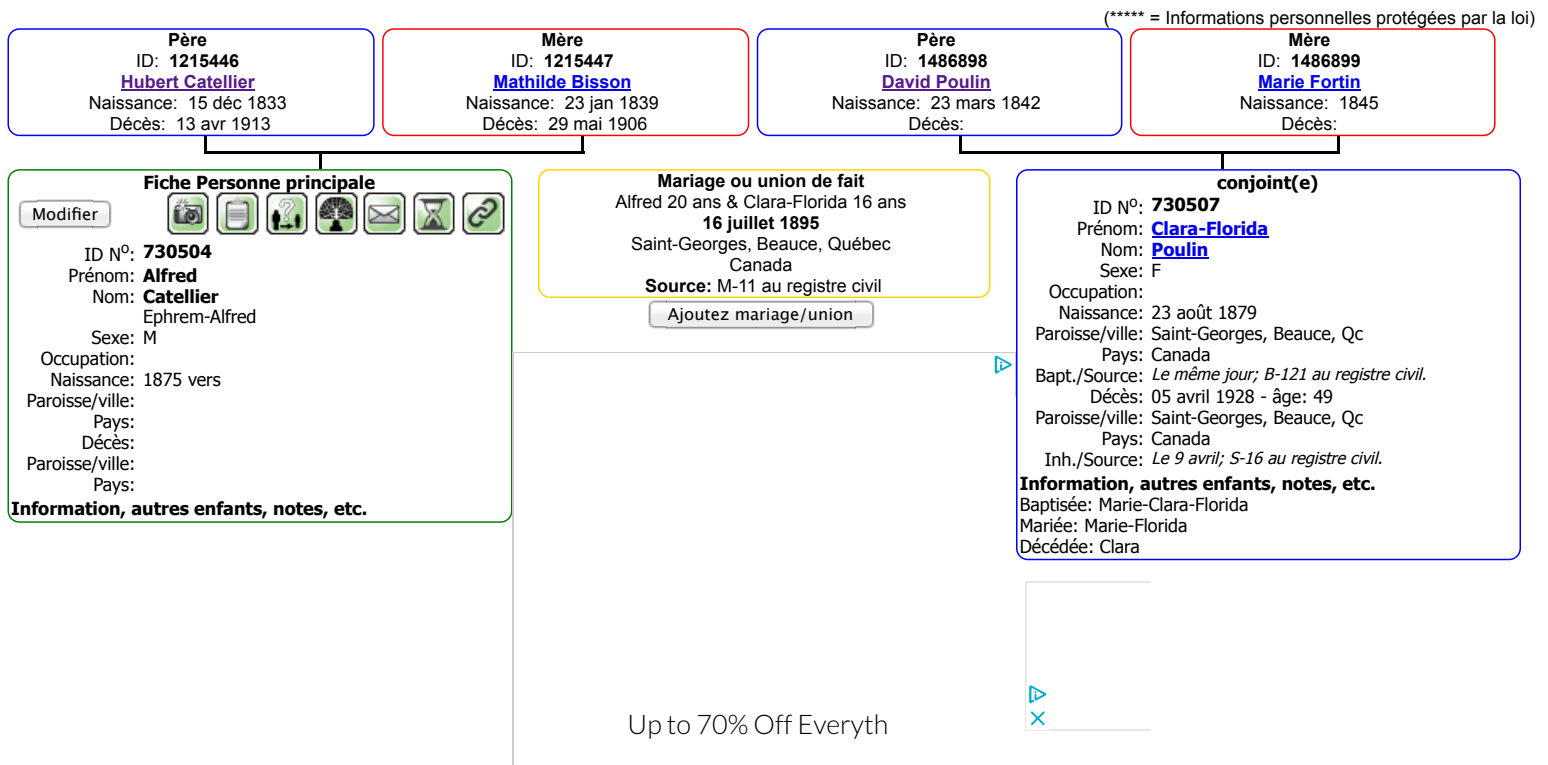 (***** = Informations personnelles protégées par la loi)
Père
ID: 1215446
Hubert Catellier
Naissance: 15 déc 1833
Décès: 13 avr 1913
Mère
ID: 1215447
Mathilde Bisson
Naissance: 23 jan 1839
Décès: 29 mai 1906
Père
ID: 1486898
David Poulin
Naissance: 23 mars 1842
Décès:
Mère
ID: 1486899
Marie Fortin
Naissance: 1845
Décès:
Fiche Personne principale
Modifier
ID Nº: 730504
Prénom: Alfred
Nom: Catellier
Ephrem-Alfred
Sexe: M
Occupation:
Naissance: 1875 vers
Paroisse/ville:
Pays:
Décès:
Paroisse/ville:
Pays:
Information, autres enfants, notes, etc.
Mariage ou union de fait
Alfred 20 ans & Clara-Florida 16 ans
16 juillet 1895
Saint-Georges, Beauce, Québec
Canada
Source: M-11 au registre civil
Ajoutez mariage/union
conjoint(e)
ID Nº: 730507
Prénom: Clara-Florida
Nom: Poulin
Sexe: F
Occupation:
Naissance: 23 août 1879
Paroisse/ville: Saint-Georges, Beauce, Qc
Pays: Canada
Bapt./Source: Le même jour; B-121 au registre civil.
Décès: 05 avril 1928 - âge: 49
Paroisse/ville: Saint-Georges, Beauce, Qc
Pays: Canada
Inh./Source: Le 9 avril; S-16 au registre civil.
Information, autres enfants, notes, etc.
Baptisée: Marie-Clara-Florida
Mariée: Marie-Florida
Décédée: Clara
Up to 70% Off Everyth